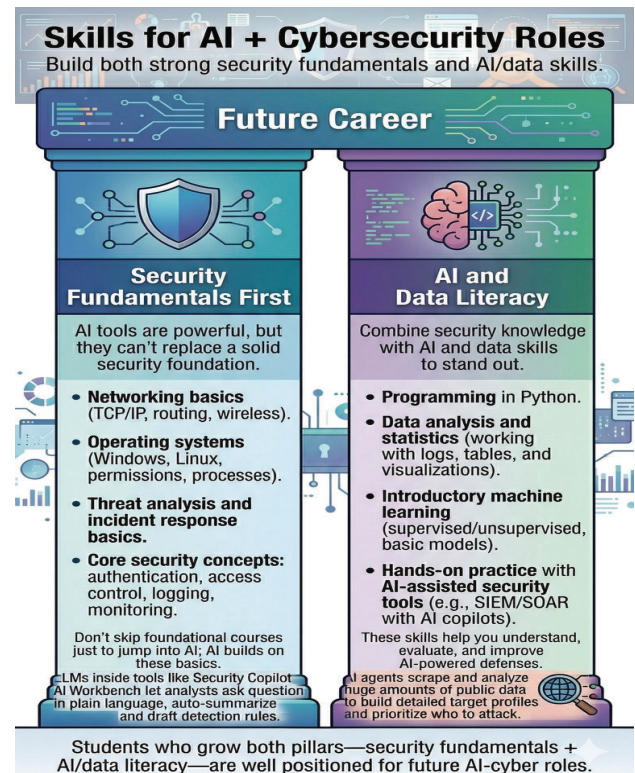 Skills for AI + Cybersecurity Roles
Build both strong security fundamentals and AI/data skills.
Future Career
Security
Fundamentals First
AI tools are powerful, but
they can't replace a solid
security foundation.
• Networking basics
(TCP/IP, routing, wireless).
• Operating systems
(Windows, Linux,
permissions, processes).
• Threat analysis and
incident response
basics.
• Core security concepts:
authentication, access
control, logging,
monitoring.
Don't skip foundational courses
just to jump into AI; AI builds on
these basics.
LLMs inside tools like Security Copilot
AI Workbench let analysts ask question
in plain language, auto-summarize
and draft detection rules.
</>
AI and
Data Literacy
Combine security knowledge
with AI and data skills
to stand out.
• Programming in Python.
• Data analysis and
statistics (working
with logs, tables, and
visualizations).
• Introductory machine
learning
(supervised/unsupervised,
basic models).
• Hands-on practice with
AI-assisted security
tools (e.g., SIEM/SOAR
with AI copilots).
These skills help you understand,
evaluate, and improve
AI-powered defenses.
AI agents scrape and analyze
huge amounts of public data
to build detailed target profiles
and prioritize who to attack.
Students who grow both pillars—security fundamentals +
AI/data literacy—are well positioned for future AI-cyber roles.